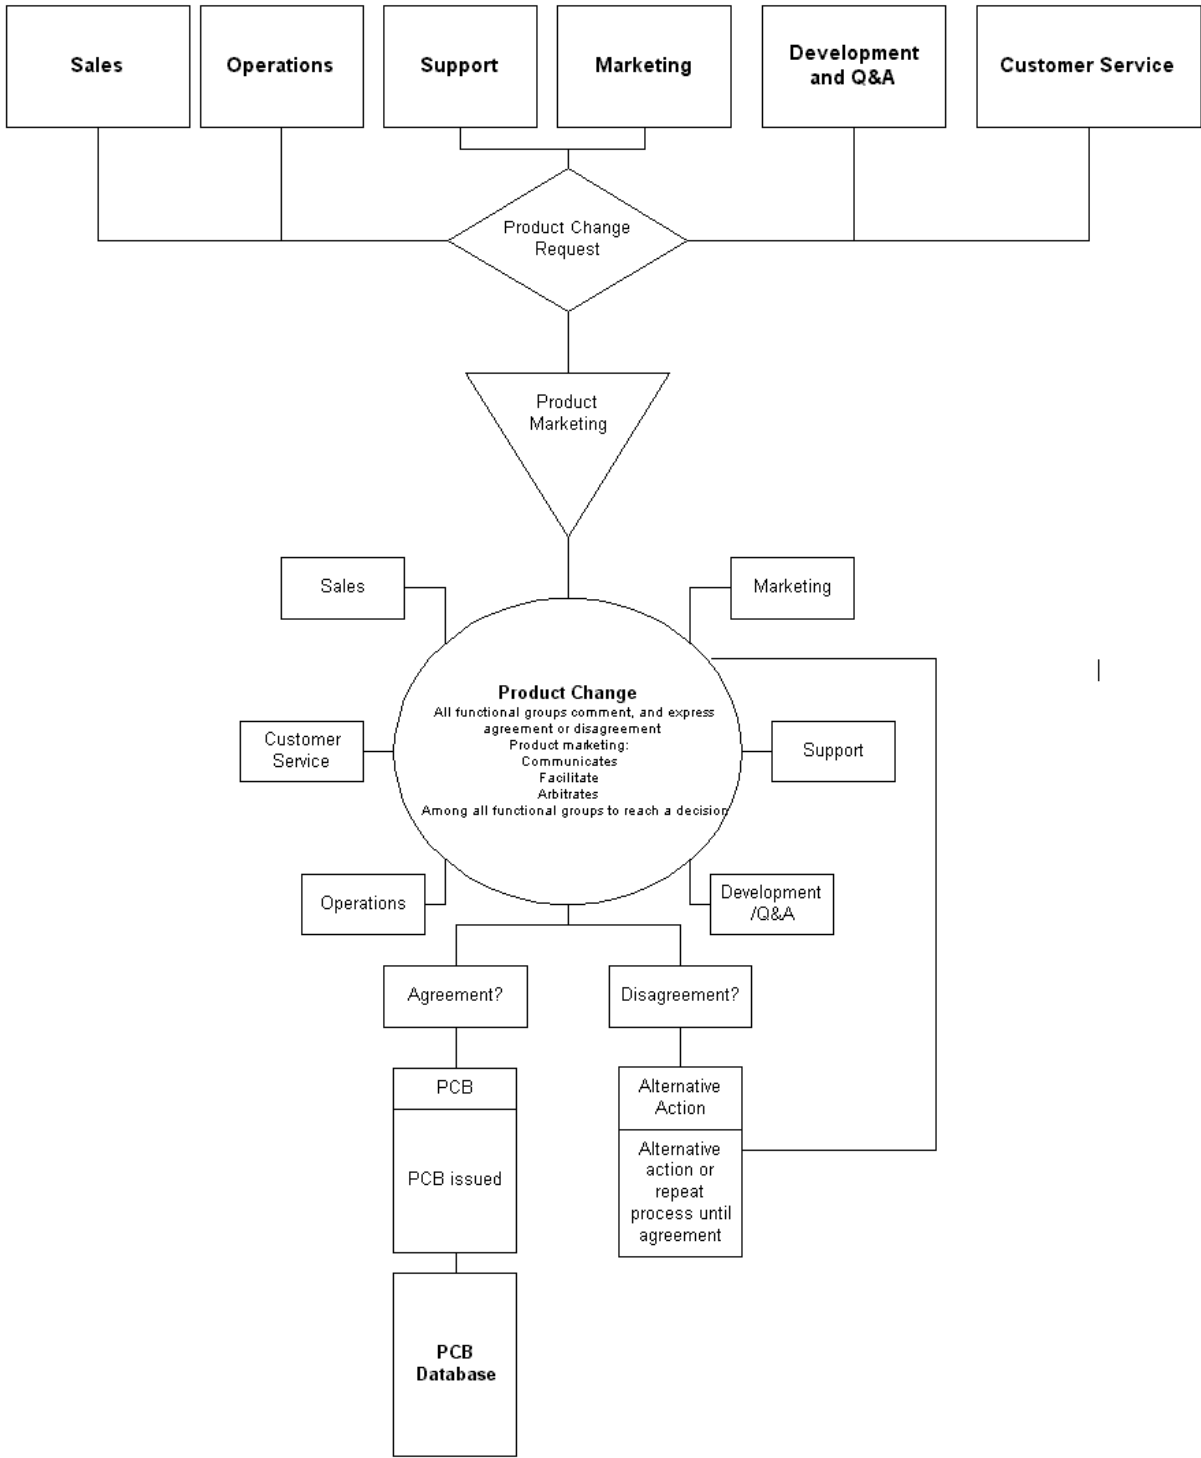 Sales
Operations
Support
Marketing
Development
and Q&A
Customer Service
Product Change
Request
Product
Marketing
Sales
Marketing
Product Change
All functional groups comment, and express
agreement or disagreement
Product marketing:
Communicates
Facilitate
Arbitrates
Among all functional groups to reach a decision
Customer
Service
Support
Operations
Development
/Q&A
Agreement?
Disagreement?
PCB
PCB issued
Alternative
Action
Alternative
action or
repeat
process until
agreement
PCB
Database